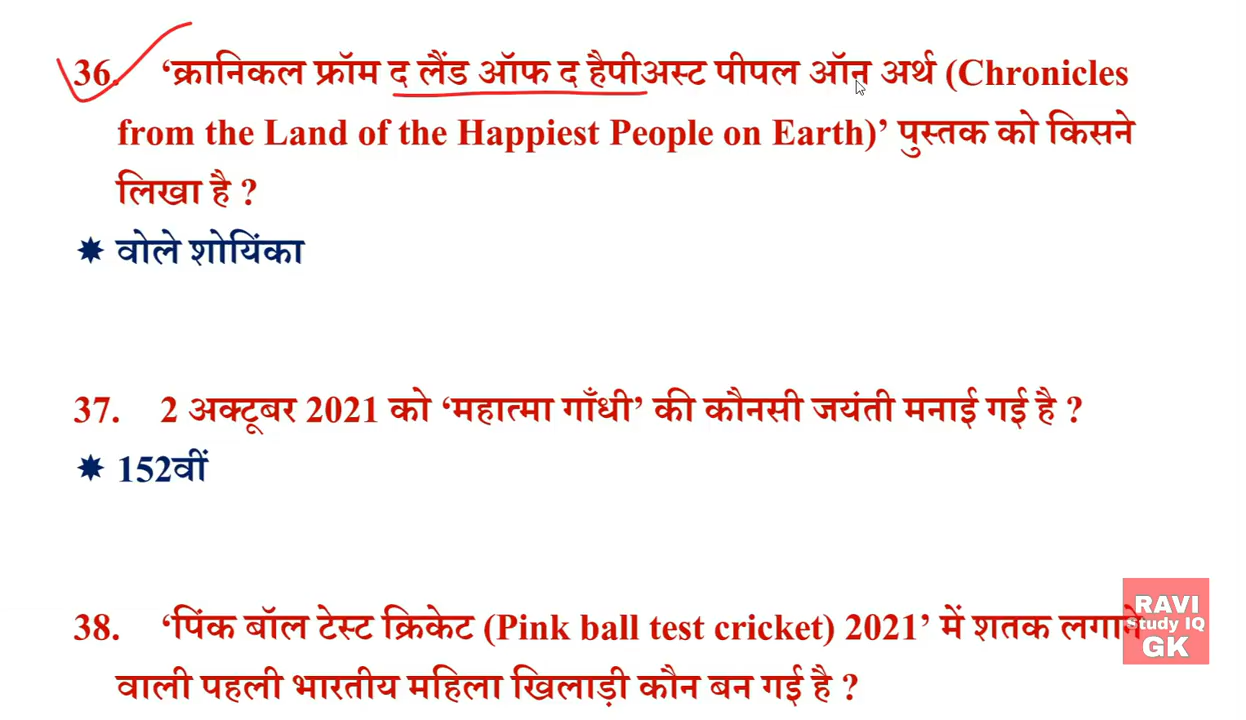 36. ‘क्रानिकल फ्रॉम द लैंड ऑफ द हैपीअस्ट पीपल ऑन अर्थ (Chronicles
from the Land of the Happiest People on Earth)’ पुस्तक को किसने
लिखा है ?
✷ वोले शोयिंका
37. 2 अक्टूबर 2021 को ‘महात्मा गाँधी’ की कौनसी जयंती मनाई गई है ?
✷ 152वीं
38. ‘पिंक बॉल टेस्ट क्रिकेट (Pink ball test cricket) 2021’ में शतक लगाने
वाली पहली भारतीय महिला खिलाड़ी कौन बन गई है ?
RAVI
Study IQ
GK